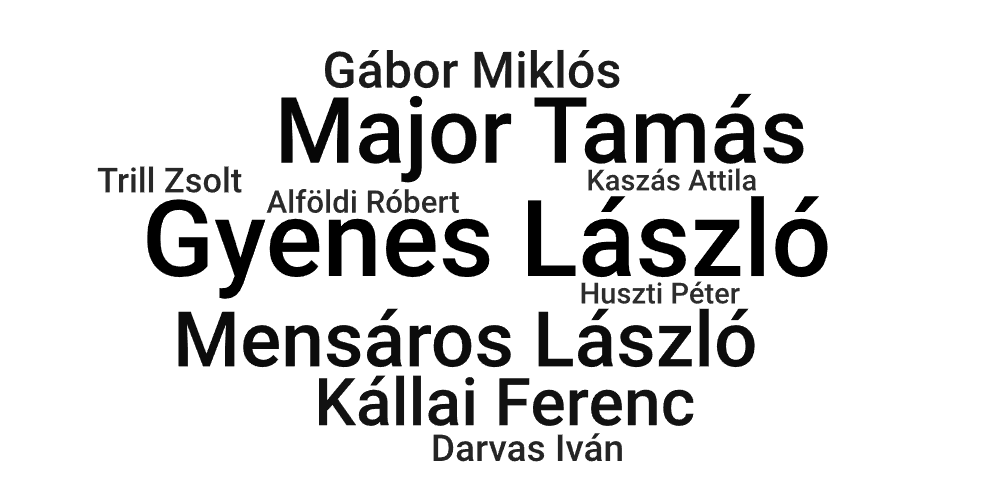 Gábor Miklós
Major Tamás
Trill Zsolt
Kaszás Attila
Alföldi Róbert
Gyenes László
Huszti Péter
Mensáros László
Kállai Ferenc
Darvas Iván